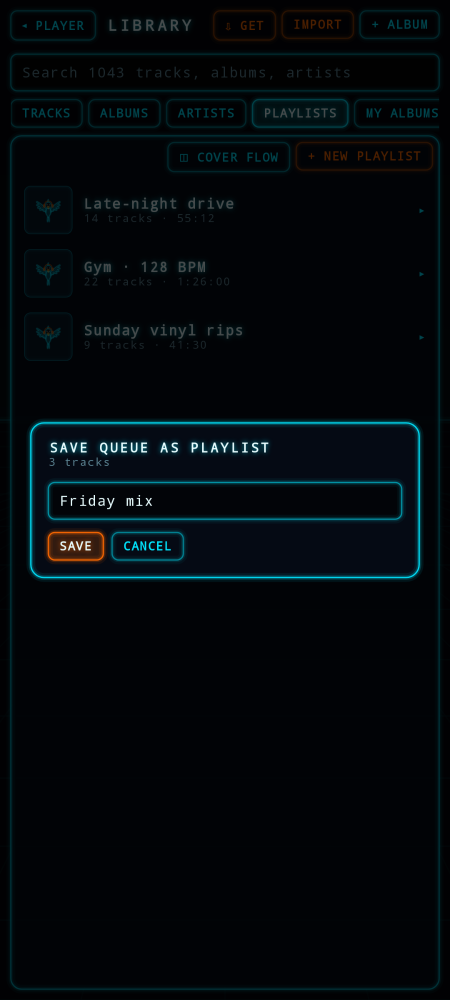 ◂ PLAYER LIBRARY ⇩ GET IMPORT + ALBUM
Search 1043 tracks, albums, artists
TRACKS ALBUMS ARTISTS PLAYLISTS MY ALBUMS
◫ COVER FLOW + NEW PLAYLIST
Late-night drive
14 tracks · 55:12
Gym · 128 BPM
22 tracks · 1:26:00
Sunday vinyl rips
9 tracks · 41:30
SAVE QUEUE AS PLAYLIST
3 tracks
Friday mix
SAVE CANCEL